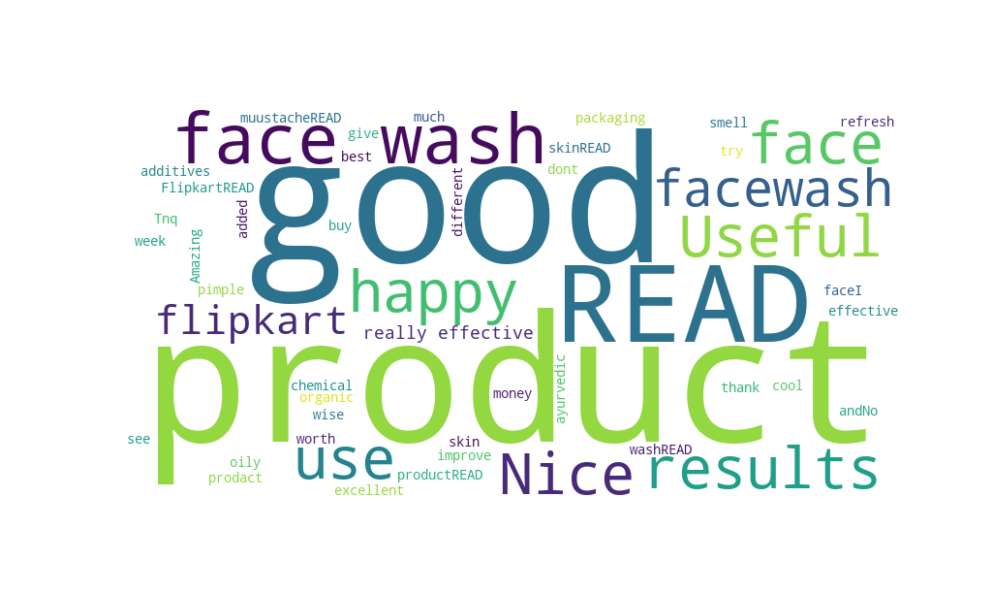 muustacheREAD
much
packaging
face wash
give
best
skinREAD
dont
smell
refresh
try
face
additives
FlipkartREAD
good
different
facewash
added
Tnq
buy
Useful
week
Amazing
pimple
happy
READ
faceI
effective
flipkart
really effective
product
chemical
organic
wise
money
ayurvedic
thank
cool
andNo
see
worth
skin
washREAD
use
improve
Nice
results
oily
prodact
productREAD
excellent